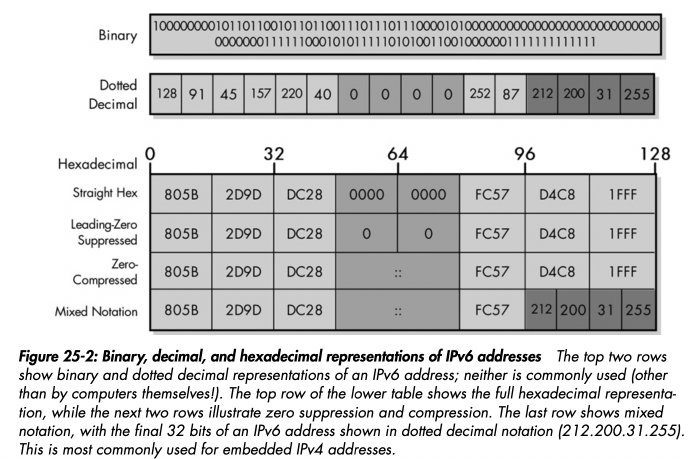 Binary
1000000001011011001011011001110111011100001010000000000000000000000000000
0000000111111000101011111010100110010000001111111111111
Dotted
Decimal
128 91 45 157 220 40 0 0 0 0 252 87 212 200 31 255
Hexadecimal 0 32 64 96 128
Straight Hex 805B 2D9D DC28 0000 0000 FC57 D4C8 1FFF
Leading-Zero
Suppressed
805B 2D9D DC28 0 0 FC57 D4C8 1FFF
Zero-
Compressed
805B 2D9D DC28 :: FC57 D4C8 1FFF
Mixed Notation 805B 2D9D DC28 :: FC57 212 200 31 255
Figure 25-2: Binary, decimal, and hexadecimal representations of IPv6 addresses The top two rows
show binary and dotted decimal representations of an IPv6 address; neither is commonly used (other
than by computers themselves!). The top row of the lower table shows the full hexadecimal representa-
tion, while the next two rows illustrate zero suppression and compression. The last row shows mixed
notation, with the final 32 bits of an IPv6 address shown in dotted decimal notation (212.200.31.255).
This is most commonly used for embedded IPv4 addresses.